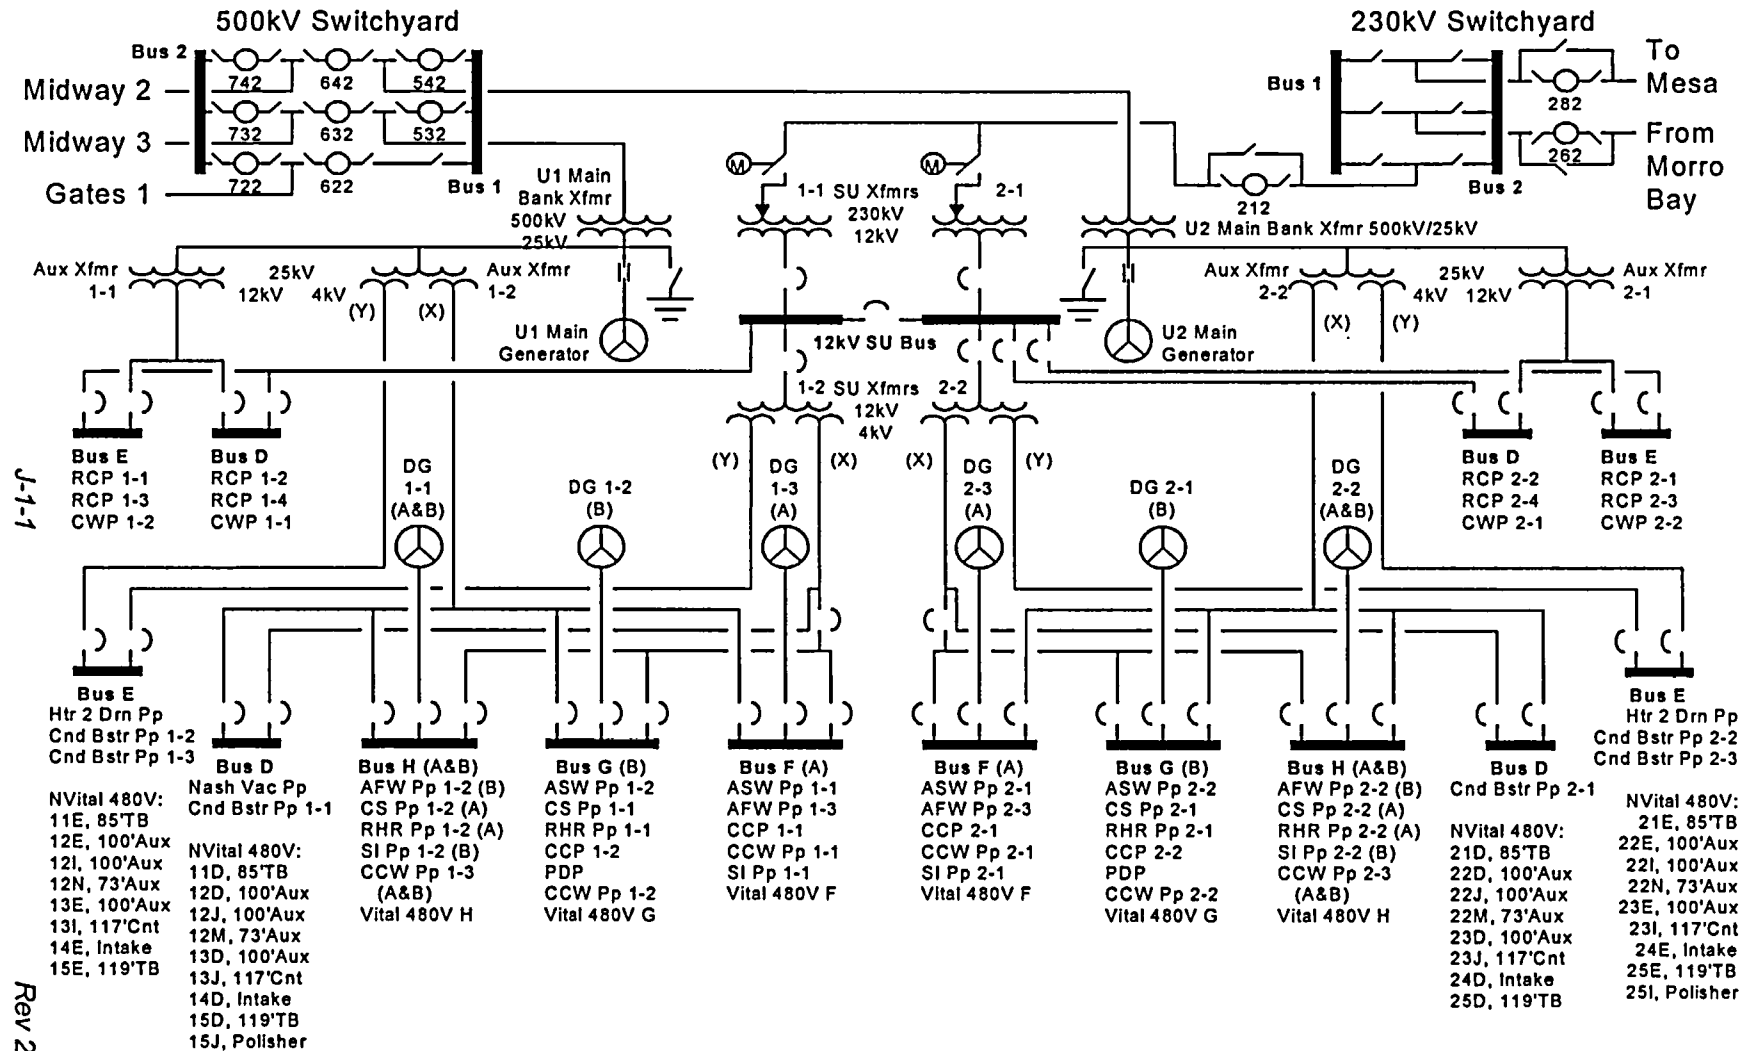 500kV Switchyard
230kV Switchyard
Bus 2
742
642
542
Midway 2
732
632
532
Midway 3
722
622
Gates 1
Bus 1
Bus 1
Bus 2
282
262
212
To
Mesa
From
Morro
Bay
U1 Main
Bank Xfmr
500kV
25kV
M
M
1-1 SU Xfmrs 2-1
230kV
12kV
U2 Main Bank Xfmr 500kV/25kV
Aux Xfmr
1-1
25kV
12kV
4kV
Aux Xfmr
1-2
(Y)
(X)
U1 Main
Generator
12kV SU Bus
U2 Main
Generator
Aux Xfmr
2-2
25kV
4kV
12kV
Aux Xfmr
2-1
(X)
(Y)
1-2 SU Xfmrs 2-2
12kV
4kV
(Y)
(X)
(X)
(Y)
Bus E
RCP 1-1
RCP 1-3
CWP 1-2
Bus D
RCP 1-2
RCP 1-4
CWP 1-1
DG
1-1
(A&B)
DG 1-2
(B)
DG
1-3
(A)
DG
2-3
(A)
DG 2-1
(B)
DG
2-2
(A&B)
Bus D
RCP 2-2
RCP 2-4
CWP 2-1
Bus E
RCP 2-1
RCP 2-3
CWP 2-2
J-1-1
Bus E
Htr 2 Drn Pp
Cnd Bstr Pp 1-2
Cnd Bstr Pp 1-3
NVital 480V:
11E, 85'TB
12E, 100'Aux
12I, 100'Aux
12N, 73'Aux
13E, 100'Aux
13I, 117'Cnt
14E, Intake
15E, 119'TB
Bus D
Nash Vac Pp
Cnd Bstr Pp 1-1
NVital 480V:
11D, 85'TB
12D, 100'Aux
12J, 100'Aux
12M, 73'Aux
13D, 100'Aux
13J, 117'Cnt
14D, Intake
15D, 119'TB
15J, Polisher
Bus H (A&B)
AFW Pp 1-2 (B)
CS Pp 1-2 (A)
RHR Pp 1-2 (A)
SI Pp 1-2 (B)
CCW Pp 1-3
(A&B)
Vital 480V H
Bus G (B)
ASW Pp 1-2
CS Pp 1-1
RHR Pp 1-1
CCP 1-2
PDP
CCW Pp 1-2
Vital 480V G
Bus F (A)
ASW Pp 1-1
AFW Pp 1-3
CCP 1-1
CCW Pp 1-1
SI Pp 1-1
Vital 480V F
Bus F (A)
ASW Pp 2-1
AFW Pp 2-3
CCP 2-1
CCW Pp 2-1
SI Pp 2-1
Vital 480V F
Bus G (B)
ASW Pp 2-2
CS Pp 2-1
RHR Pp 2-1
CCP 2-2
PDP
CCW Pp 2-2
Vital 480V G
Bus H (A&B)
AFW Pp 2-2 (B)
CS Pp 2-2 (A)
RHR Pp 2-2 (A)
SI Pp 2-2 (B)
CCW Pp 2-3
(A&B)
Vital 480V H
Bus D
Cnd Bstr Pp 2-1
NVital 480V:
21D, 85'TB
22D, 100'Aux
22J, 100'Aux
22M, 73'Aux
23D, 100'Aux
23J, 117'Cnt
24D, Intake
25D, 119'TB
Bus E
Htr 2 Drn Pp
Cnd Bstr Pp 2-2
Cnd Bstr Pp 2-3
NVital 480V:
21E, 85'TB
22E, 100'Aux
22I, 100'Aux
22N, 73'Aux
23E, 100'Aux
23I, 117'Cnt
24E, Intake
25E, 119'TB
25I, Polisher
Rev 2